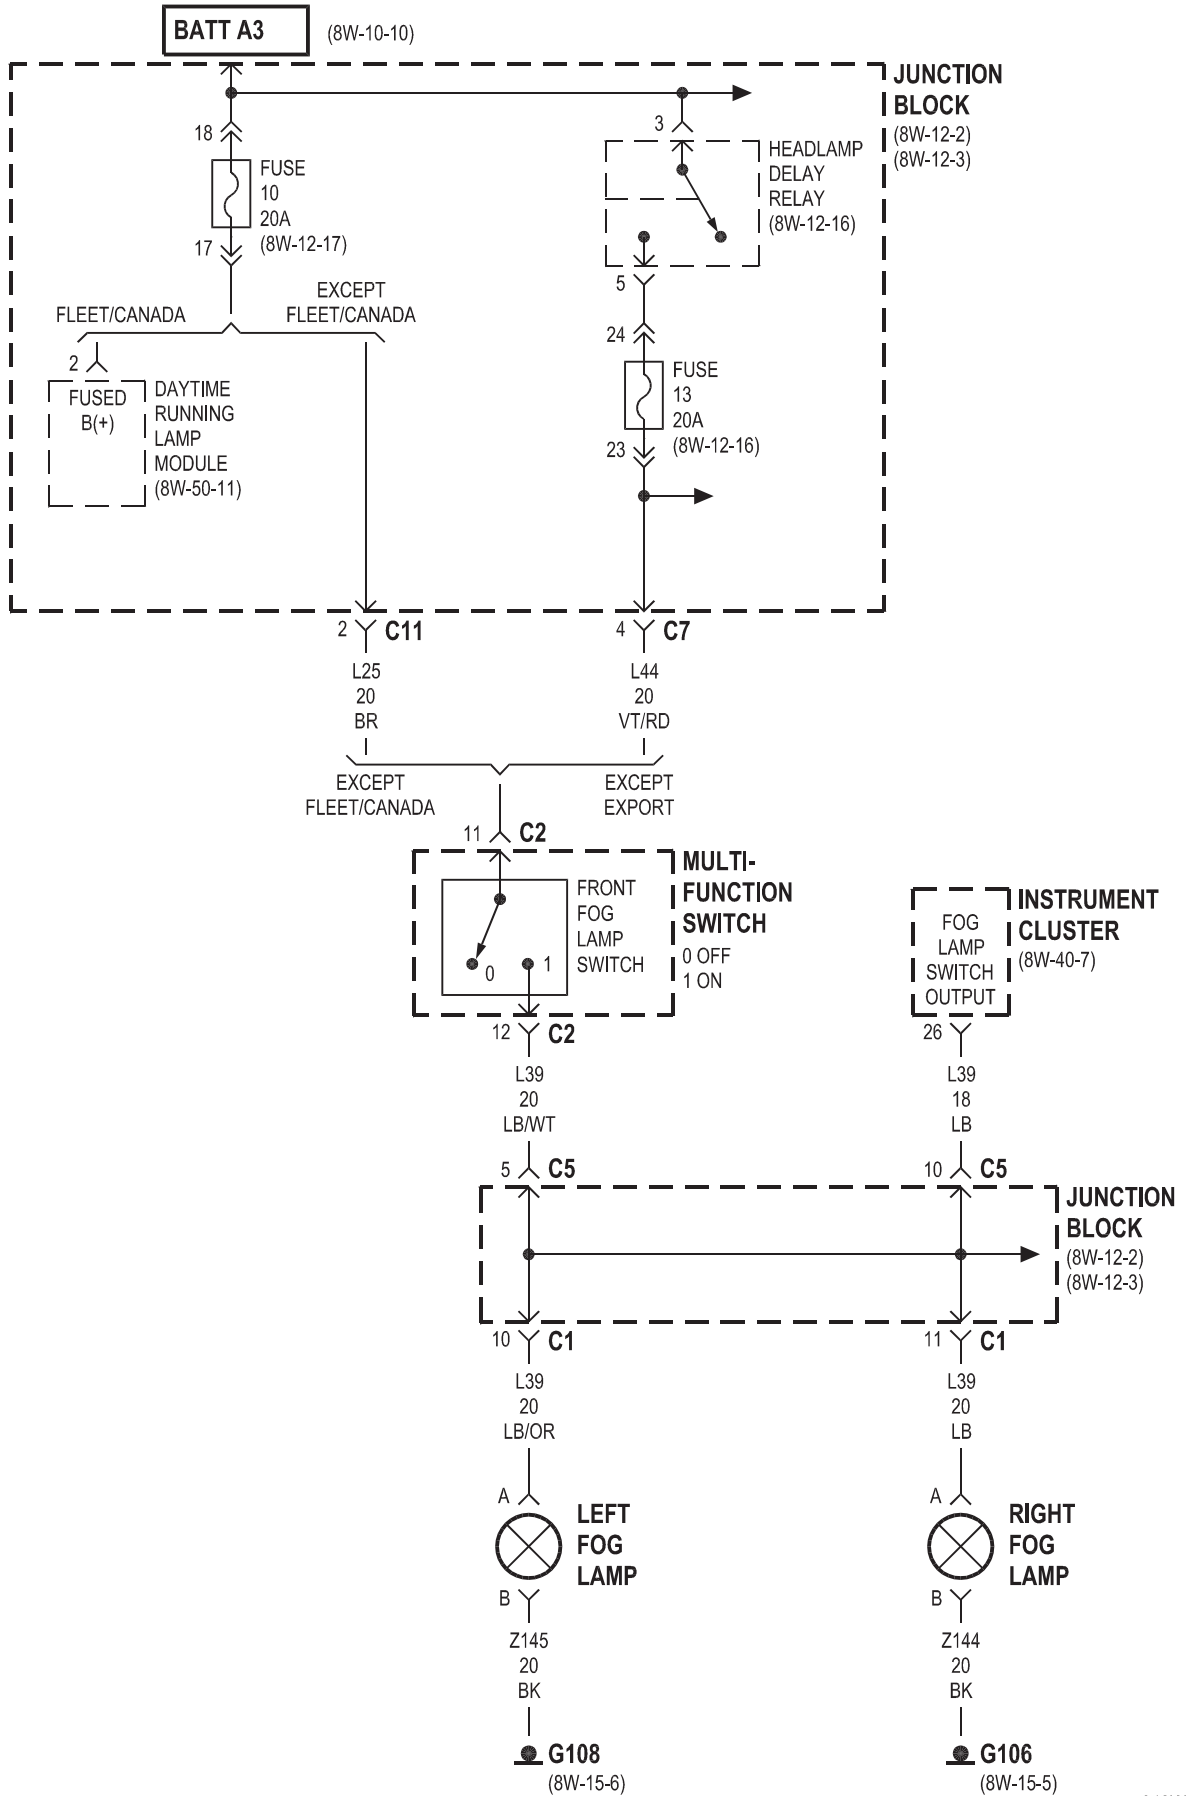 BATT A3 (8W-10-10)
JUNCTION
BLOCK
(8W-12-2)
(8W-12-3)
18
FUSE
10
20A
(8W-12-17)
17
3
HEADLAMP
DELAY
RELAY
(8W-12-16)
5
FLEET/CANADA
EXCEPT
FLEET/CANADA
2
FUSED
B(+)
DAYTIME
RUNNING
LAMP
MODULE
(8W-50-11)
24
FUSE
13
20A
(8W-12-16)
23
2 C11
4 C7
L25
20
BR
L44
20
VT/RD
EXCEPT
FLEET/CANADA
EXCEPT
EXPORT
11 C2
MULTI-
FUNCTION
SWITCH
0 OFF
1 ON
FRONT
FOG
LAMP
SWITCH
0
1
INSTRUMENT
CLUSTER
(8W-40-7)
FOG
LAMP
SWITCH
OUTPUT
12 C2
26
L39
20
LB/WT
L39
18
LB
5 C5
10 C5
JUNCTION
BLOCK
(8W-12-2)
(8W-12-3)
10 C1
11 C1
L39
20
LB/OR
L39
20
LB
A
LEFT
FOG
LAMP
B
A
RIGHT
FOG
LAMP
B
Z145
20
BK
Z144
20
BK
G108
(8W-15-6)
G106
(8W-15-5)